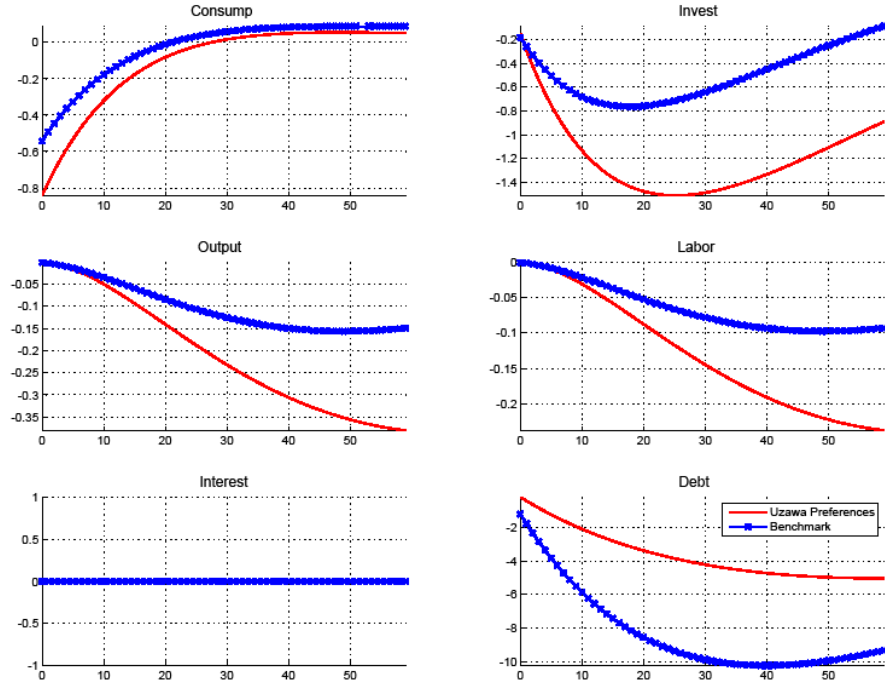 Consump
0
-0.2
-0.4
-0.6
-0.8
0 10 20 30 40 50
Invest
-0.2
-0.4
-0.6
-0.8
-1
-1.2
-1.4
0 10 20 30 40 50
Output
-0.05
-0.1
-0.15
-0.2
-0.25
-0.3
-0.35
0 10 20 30 40 50
Labor
0
-0.05
-0.1
-0.15
-0.2
0 10 20 30 40 50
Interest
1
0.5
0
-0.5
-1
0 10 20 30 40 50
Debt
Uzawa Preferences
Benchmark
-2
-4
-6
-8
-10
0 10 20 30 40 50